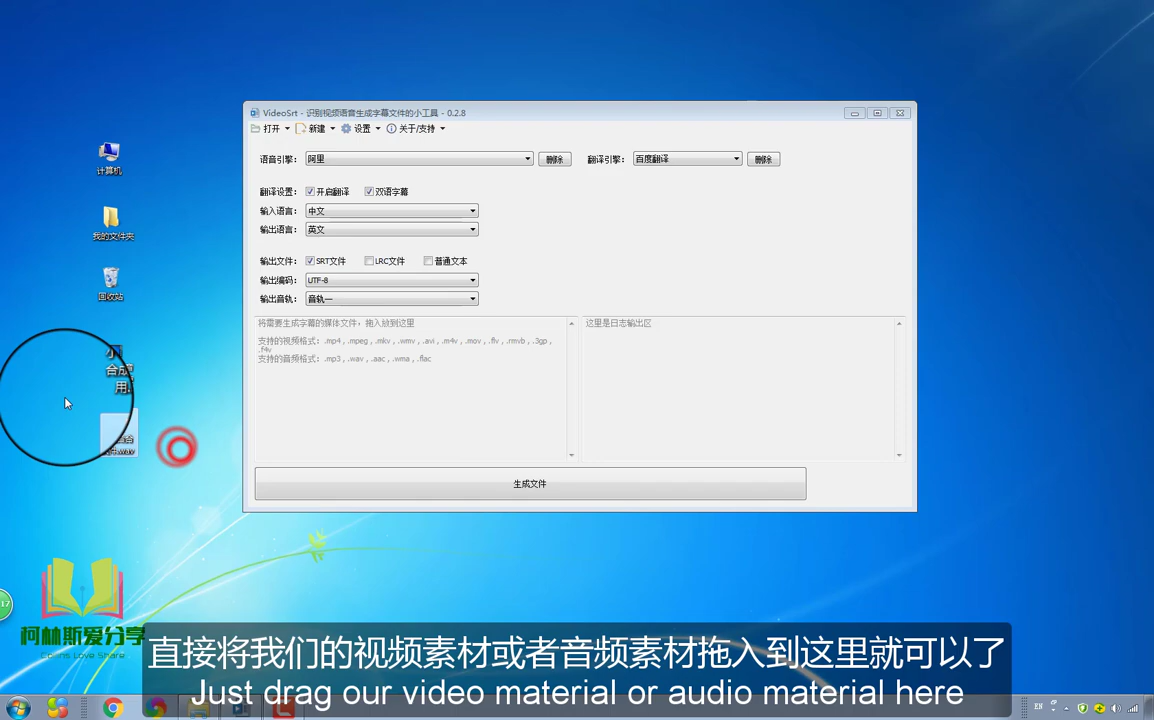 VideoSrt - 识别视频语音生成字幕文件的小工具 - 0.2.8
打开 新建 设置 关于/支持
语音引擎: 阿里 删除 翻译引擎: 百度翻译 删除
翻译设置: 开启翻译 双语字幕
输入语言: 中文
输出语言: 英文
输出文件: SRT文件 LRC文件 普通文本
输出编码: UTF-8
输出音轨: 音轨一
将需要生成字幕的媒体文件，拖入放到这里
支持的视频格式：.mp4 , .mpeg , .mkv , .wmv , .avi , .m4v , .mov , .flv , .rmvb , .3gp ,
.f4v
支持的音频格式：.mp3 , .wav , .aac , .wma , .flac
这里是日志输出区
生成文件
计算机
我的文件夹
回收站
合成
用.
.wav
17
柯林斯爱分享
Collins Love Share
直接将我们的视频素材或者音频素材拖入到这里就可以了
Just drag our video material or audio material here
EN